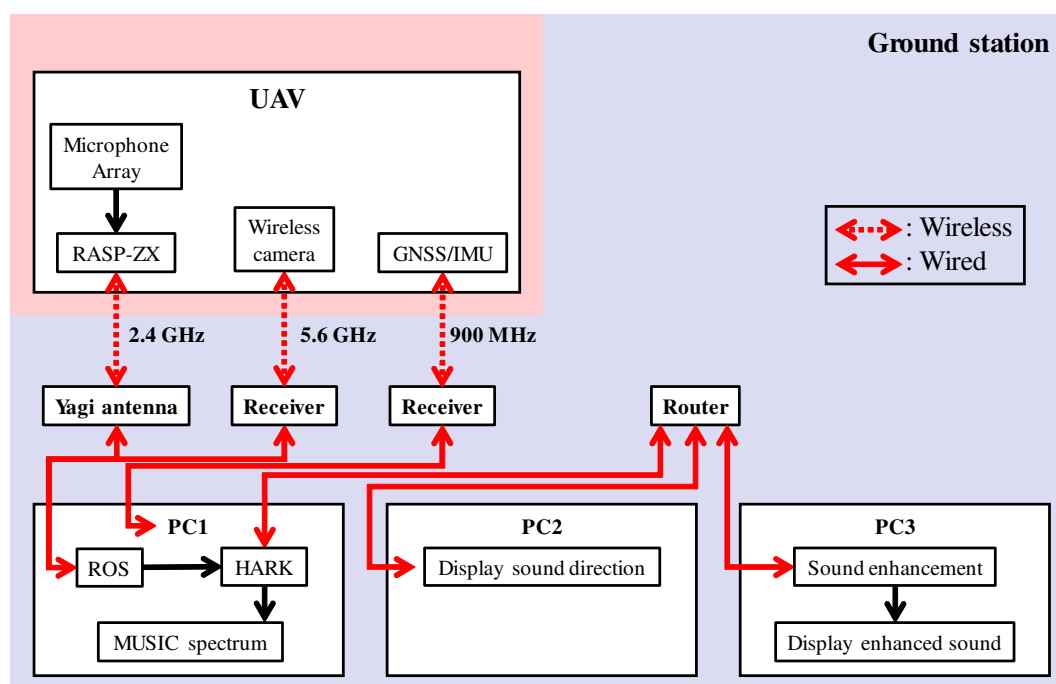 Ground station
UAV
Microphone
Array
RASP-ZX
Wireless
camera
GNSS/IMU
: Wireless
: Wired
2.4 GHz
5.6 GHz
900 MHz
Yagi antenna
Receiver
Receiver
Router
PC1
ROS
HARK
MUSIC spectrum
PC2
Display sound direction
PC3
Sound enhancement
Display enhanced sound